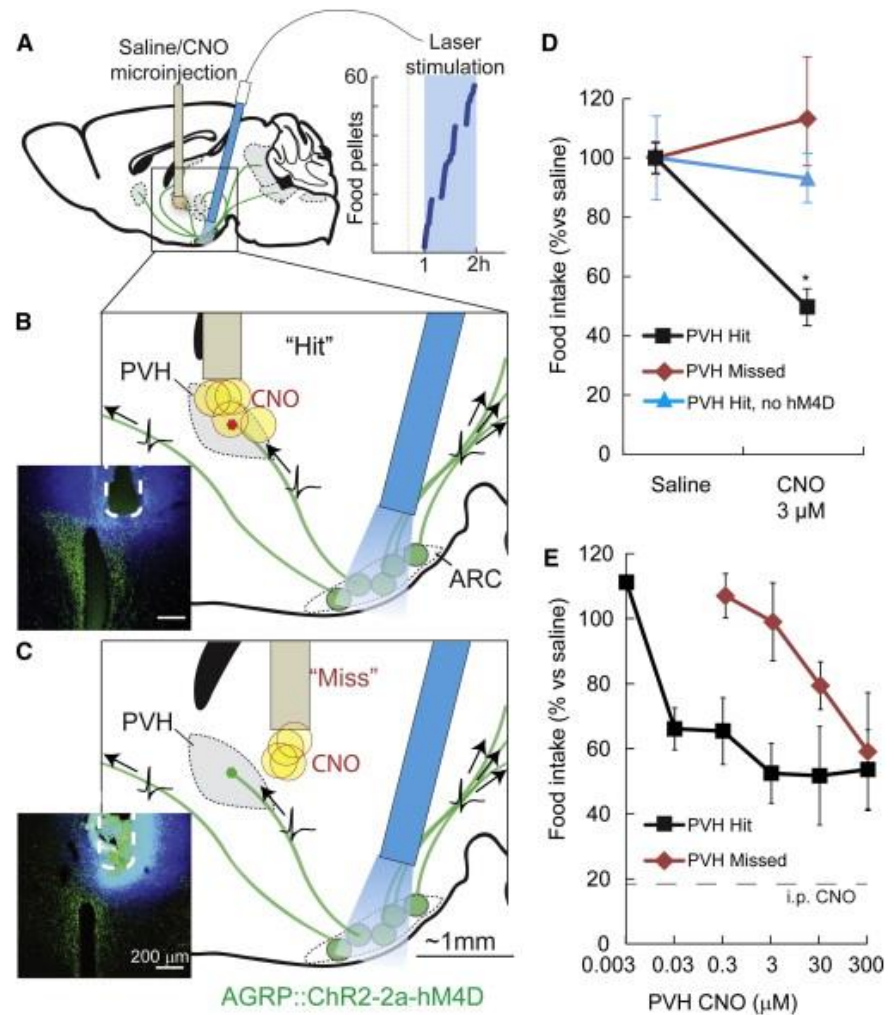 A
Saline/CNO
microinjection
Laser
stimulation
60
Food pellets
1
2h
B
"Hit"
PVH
CNO
ARC
C
"Miss"
PVH
CNO
200 µm
~1mm
AGRP::ChR2-2a-hM4D
D
Food intake (%vs saline)
120
100
80
60
40
20
0
*
PVH Hit
PVH Missed
PVH Hit, no hM4D
Saline
CNO
3 µM
E
Food intake (% vs saline)
120
100
80
60
40
20
0
PVH Hit
PVH Missed
i.p. CNO
0.003
0.03
0.3
3
30
300
PVH CNO (µM)